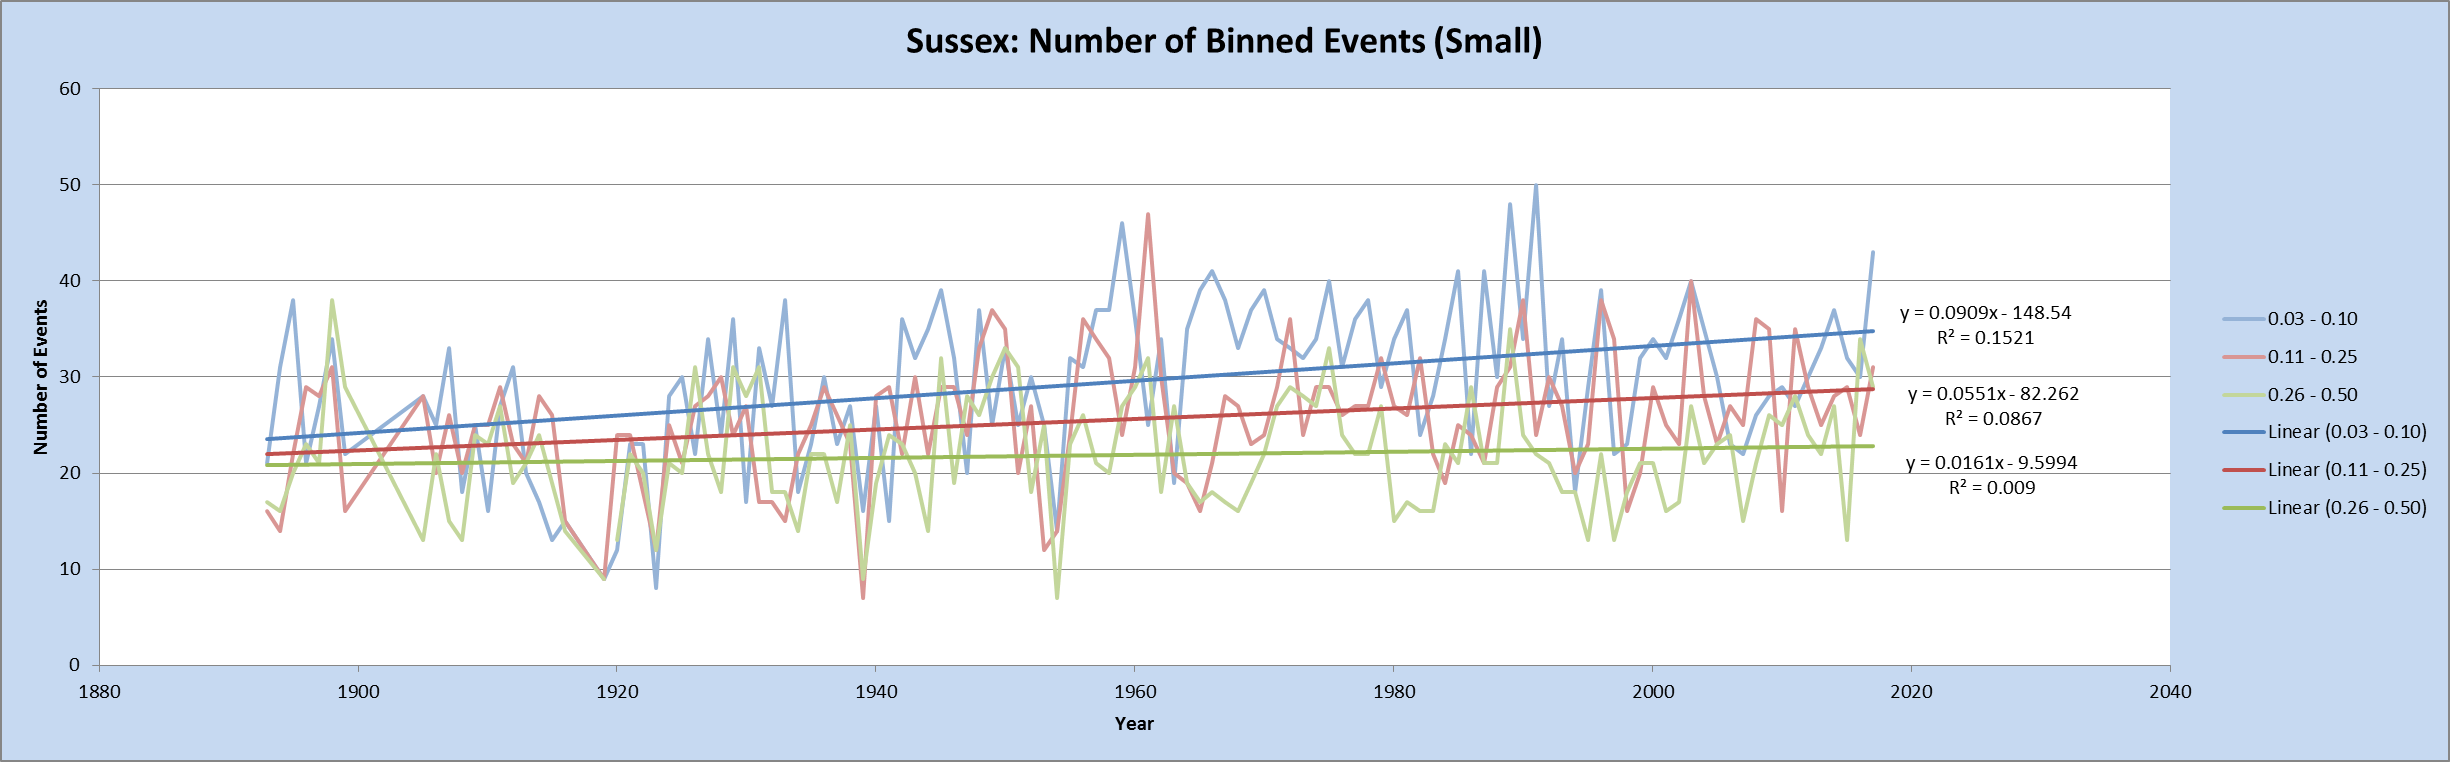 Sussex: Number of Binned Events (Small)
60
50
40
30
20
10
0
Number of Events
1880 1900 1920 1940 1960 1980 2000 2020 2040
Year
y = 0.0909x - 148.54
R² = 0.1521
y = 0.0551x - 82.262
R² = 0.0867
y = 0.0161x - 9.5994
R² = 0.009
0.03 - 0.10
0.11 - 0.25
0.26 - 0.50
Linear (0.03 - 0.10)
Linear (0.11 - 0.25)
Linear (0.26 - 0.50)